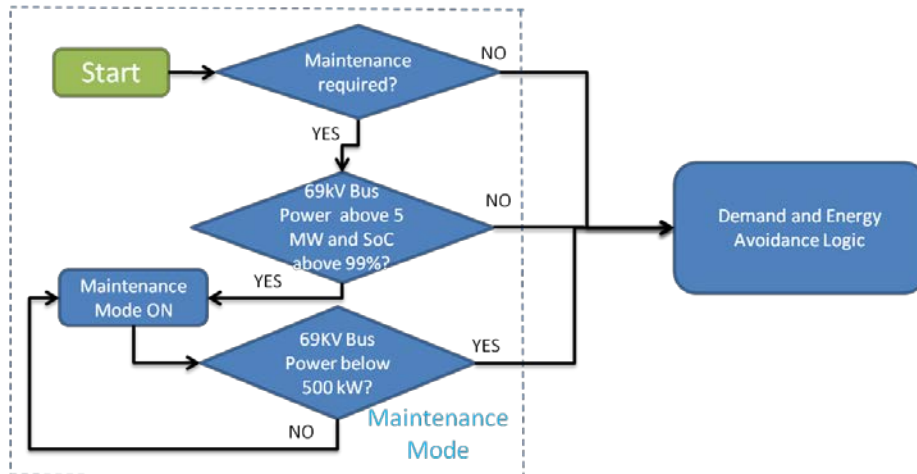 Start
Maintenance
required?
NO
YES
69kV Bus
Power above 5
MW and SoC
above 99%?
NO
Demand and Energy
Avoidance Logic
YES
Maintenance
Mode ON
69KV Bus
Power below
500 kW?
YES
NO
Maintenance
Mode